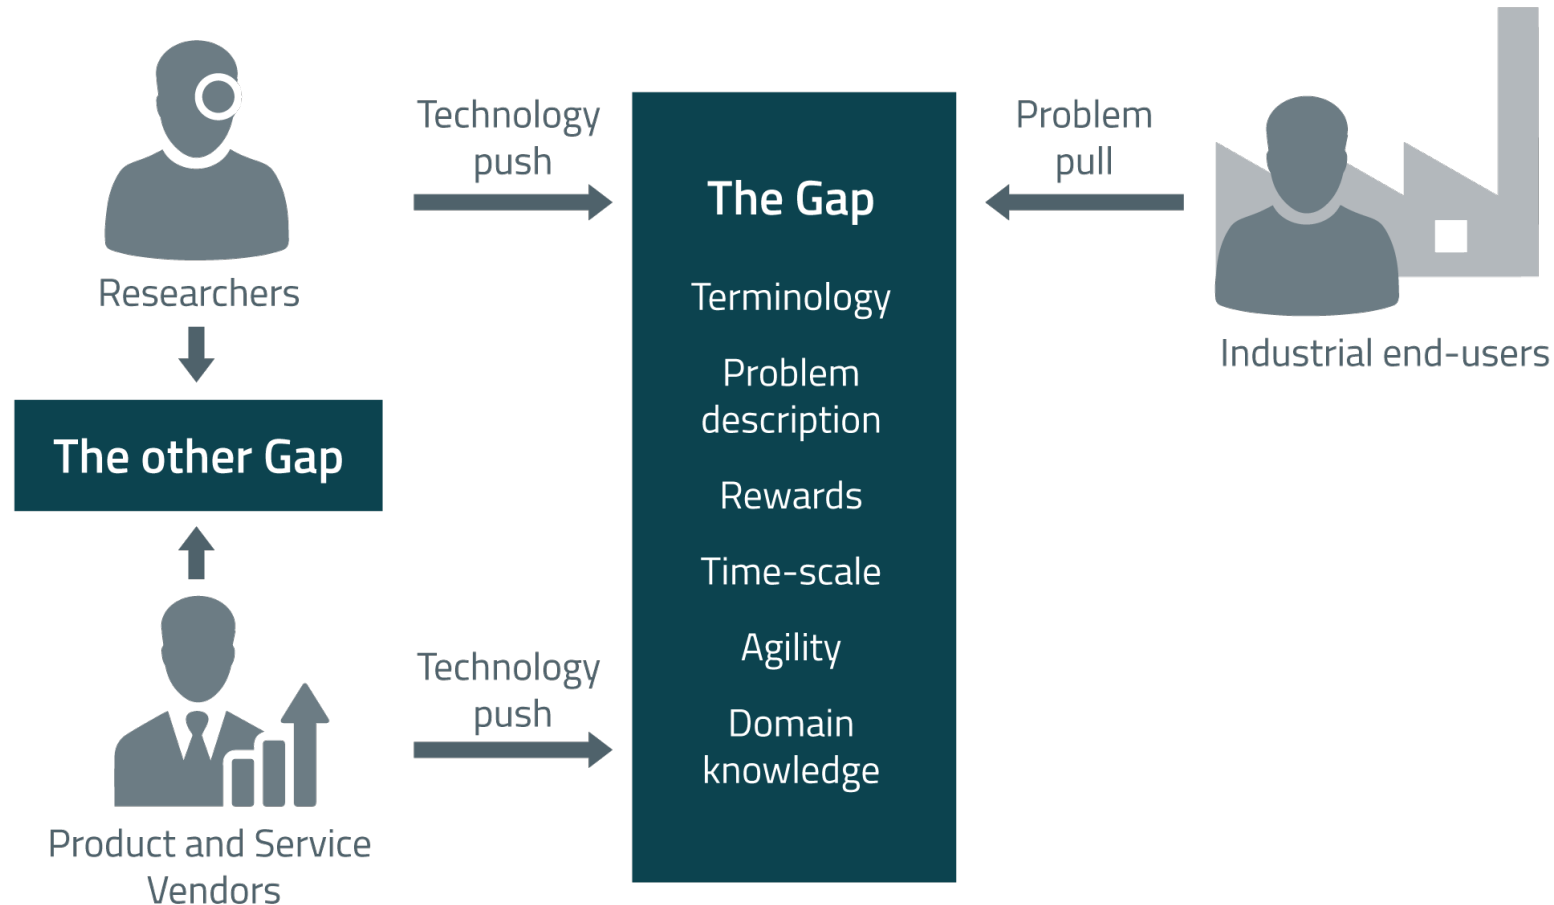 Technology
push
Problem
pull
The Gap
Researchers
Terminology
Industrial end-users
Problem
description
The other Gap
Rewards
Time-scale
Agility
Technology
push
Domain
knowledge
Product and Service
Vendors